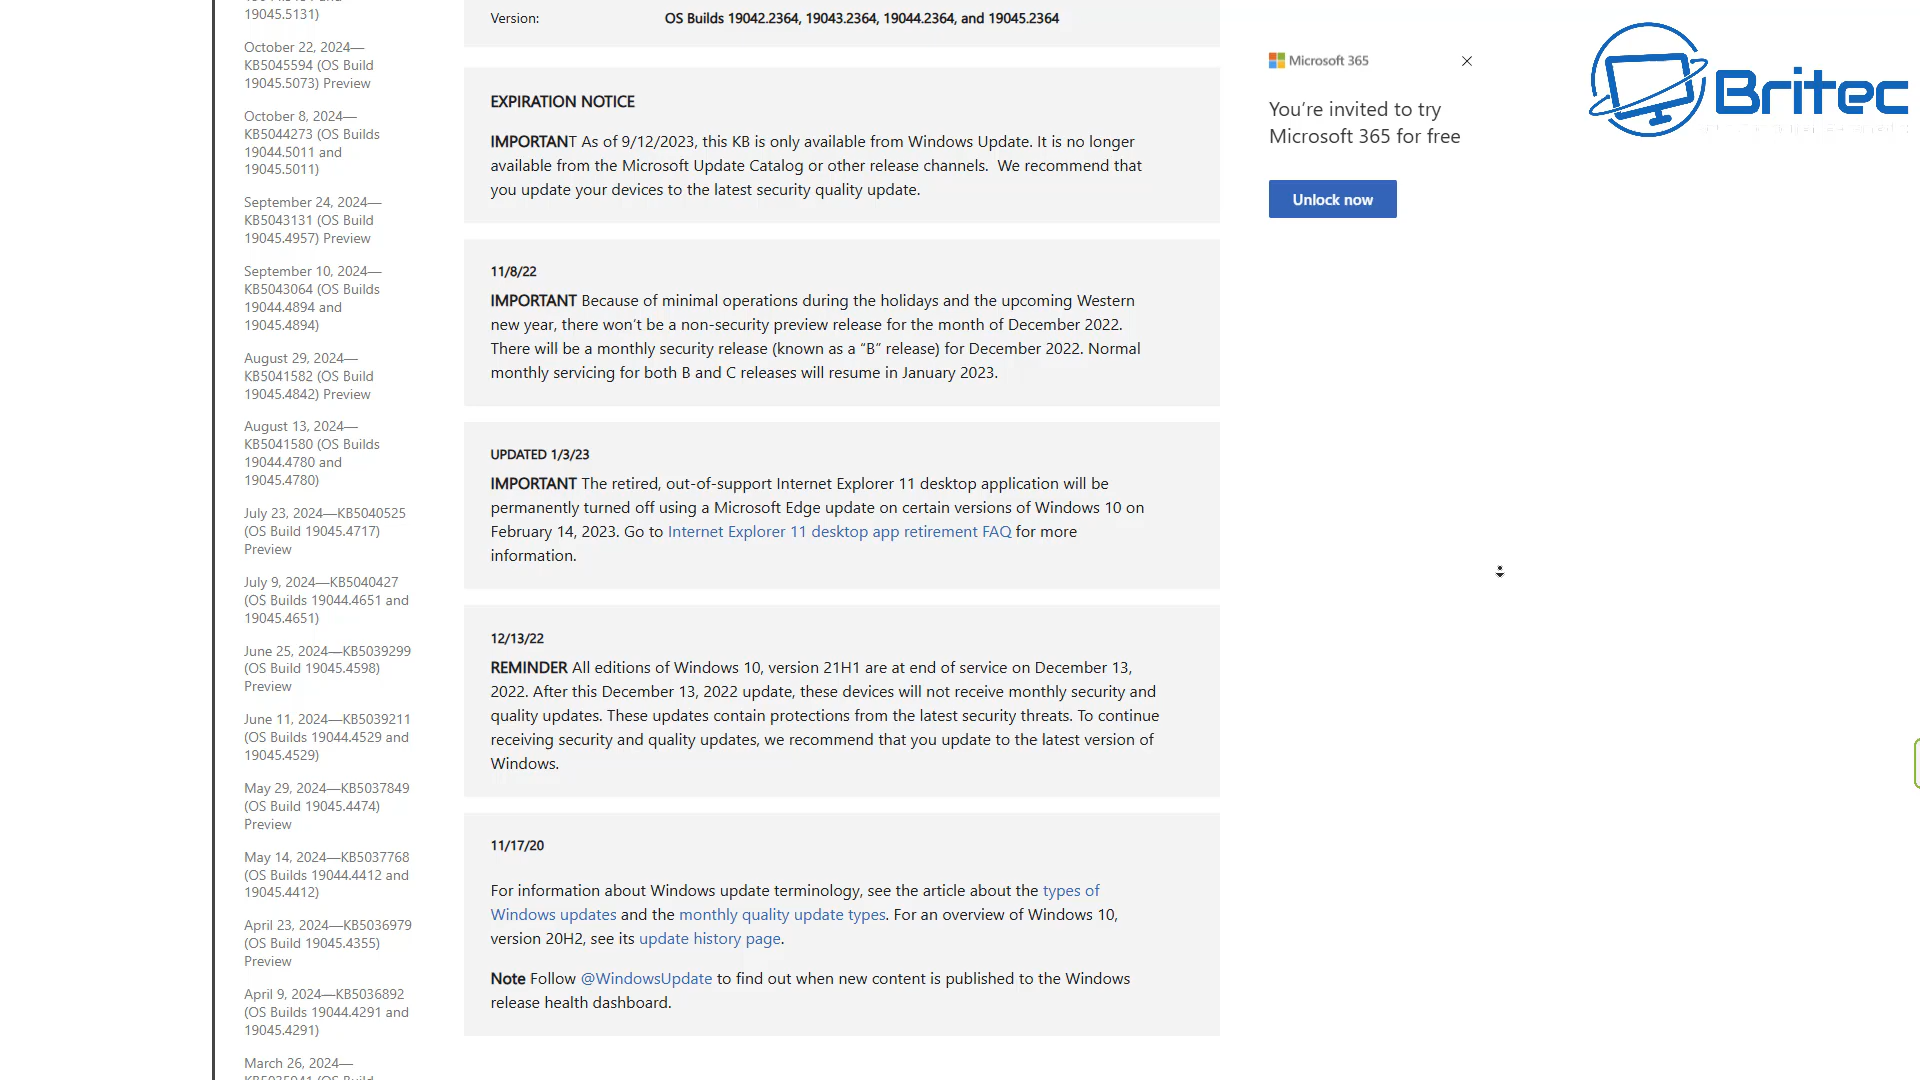 19045.5131)
October 22, 2024—
KB5045594 (OS Build
19045.5073) Preview
October 8, 2024—
KB5044273 (OS Builds
19044.5011 and
19045.5011)
September 24, 2024—
KB5043131 (OS Build
19045.4957) Preview
September 10, 2024—
KB5043064 (OS Builds
19044.4894 and
19045.4894)
August 29, 2024—
KB5041582 (OS Build
19045.4842) Preview
August 13, 2024—
KB5041580 (OS Builds
19044.4780 and
19045.4780)
July 23, 2024—KB5040525
(OS Build 19045.4717)
Preview
July 9, 2024—KB5040427
(OS Builds 19044.4651 and
19045.4651)
June 25, 2024—KB5039299
(OS Build 19045.4598)
Preview
June 11, 2024—KB5039211
(OS Builds 19044.4529 and
19045.4529)
May 29, 2024—KB5037849
(OS Build 19045.4474)
Preview
May 14, 2024—KB5037768
(OS Builds 19044.4412 and
19045.4412)
April 23, 2024—KB5036979
(OS Build 19045.4355)
Preview
April 9, 2024—KB5036892
(OS Builds 19044.4291 and
19045.4291)
March 26, 2024—
Version: OS Builds 19042.2364, 19043.2364, 19044.2364, and 19045.2364
EXPIRATION NOTICE
IMPORTANT As of 9/12/2023, this KB is only available from Windows Update. It is no longer
available from the Microsoft Update Catalog or other release channels. We recommend that
you update your devices to the latest security quality update.
11/8/22
IMPORTANT Because of minimal operations during the holidays and the upcoming Western
new year, there won't be a non-security preview release for the month of December 2022.
There will be a monthly security release (known as a “B” release) for December 2022. Normal
monthly servicing for both B and C releases will resume in January 2023.
UPDATED 1/3/23
IMPORTANT The retired, out-of-support Internet Explorer 11 desktop application will be
permanently turned off using a Microsoft Edge update on certain versions of Windows 10 on
February 14, 2023. Go to Internet Explorer 11 desktop app retirement FAQ for more
information.
12/13/22
REMINDER All editions of Windows 10, version 21H1 are at end of service on December 13,
2022. After this December 13, 2022 update, these devices will not receive monthly security and
quality updates. These updates contain protections from the latest security threats. To continue
receiving security and quality updates, we recommend that you update to the latest version of
Windows.
11/17/20
For information about Windows update terminology, see the article about the types of
Windows updates and the monthly quality update types. For an overview of Windows 10,
version 20H2, see its update history page.
Note Follow @WindowsUpdate to find out when new content is published to the Windows
release health dashboard.
Microsoft 365
You're invited to try
Microsoft 365 for free
Unlock now
Britec